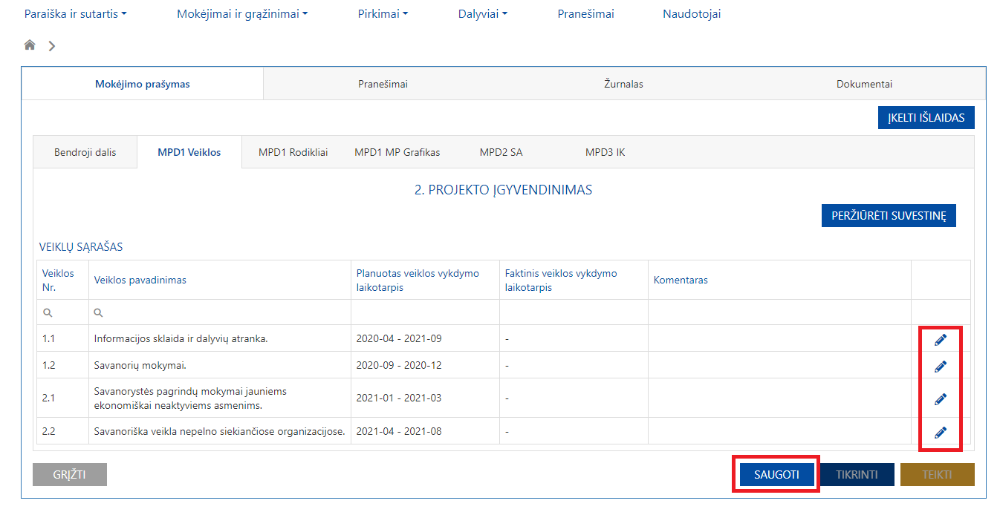 Paraiška ir sutartis Mokėjimai ir grąžinimai Pirkimai Dalyviai Pranešimai Naudotojai
Mokėjimo prašymas Pranešimai Žurnalas Dokumentai
ĮKELTI IŠLAIDAS
Bendroji dalis MPD1 Veiklos MPD1 Rodikliai MPD1 MP Grafikas MPD2 SA MPD3 IK
2. PROJEKTO ĮGYVENDINIMAS
PERŽIŪRĖTI SUVESTINĘ
VEIKLŲ SĄRAŠAS
Veiklos Nr. Veiklos pavadinimas Planuotas veiklos vykdymo laikotarpis Faktinis veiklos vykdymo laikotarpis Komentaras
1.1 Informacijos sklaida ir dalyvių atranka. 2020-04 - 2021-09 -
1.2 Savanorių mokymai. 2020-09 - 2020-12 -
2.1 Savanorystės pagrindų mokymai jauniems ekonomiškai neaktyviems asmenims. 2021-01 - 2021-03 -
2.2 Savanoriška veikla nepelno siekiančiose organizacijose. 2021-04 - 2021-08 -
GRĮŽTI SAUGOTI TIKRINTI TEIKTI